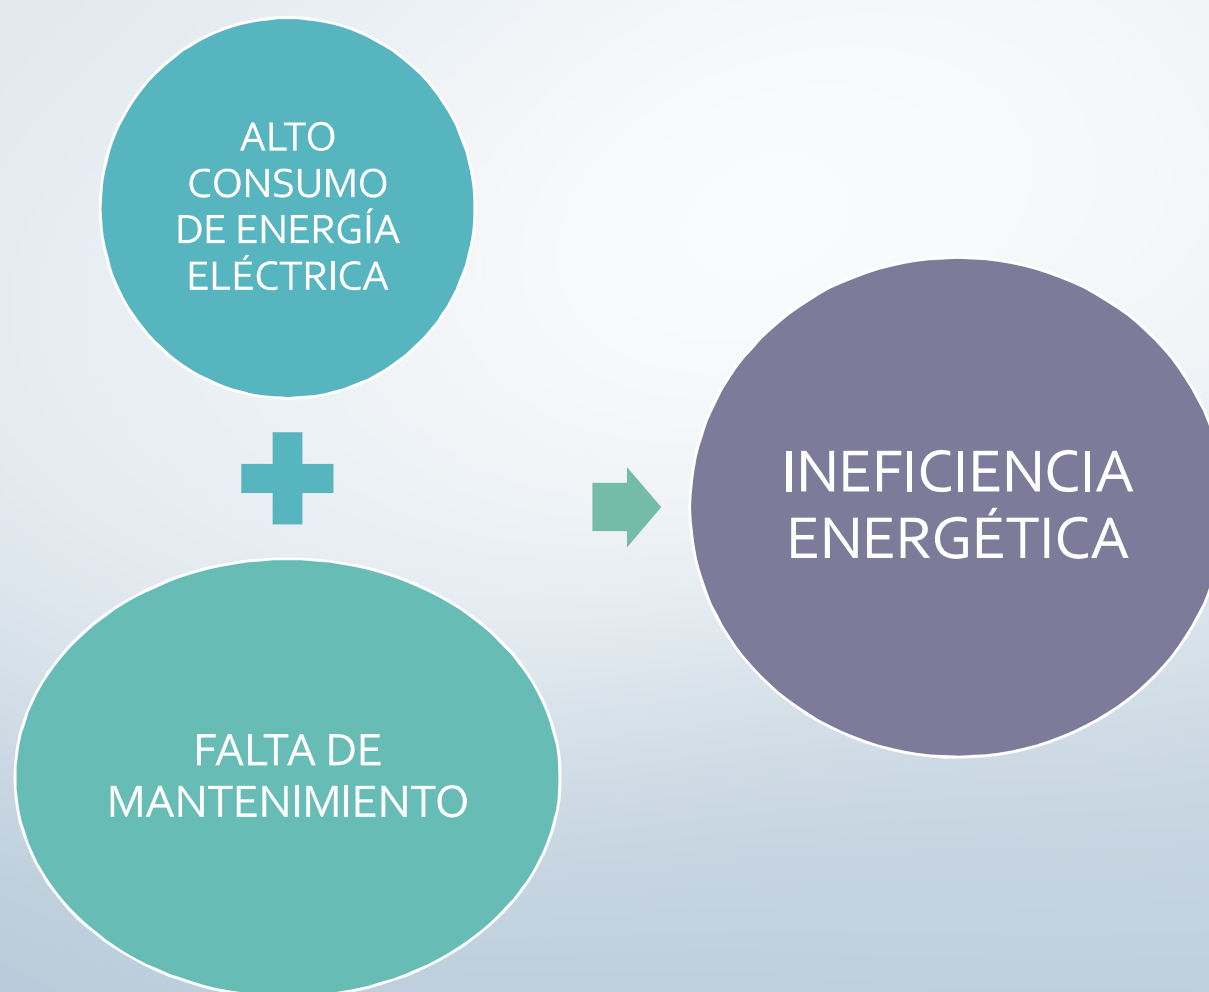 ALTO
CONSUMO
DE ENERGÍA
ELÉCTRICA
FALTA DE
MANTENIMIENTO
INEFICIENCIA
ENERGÉTICA